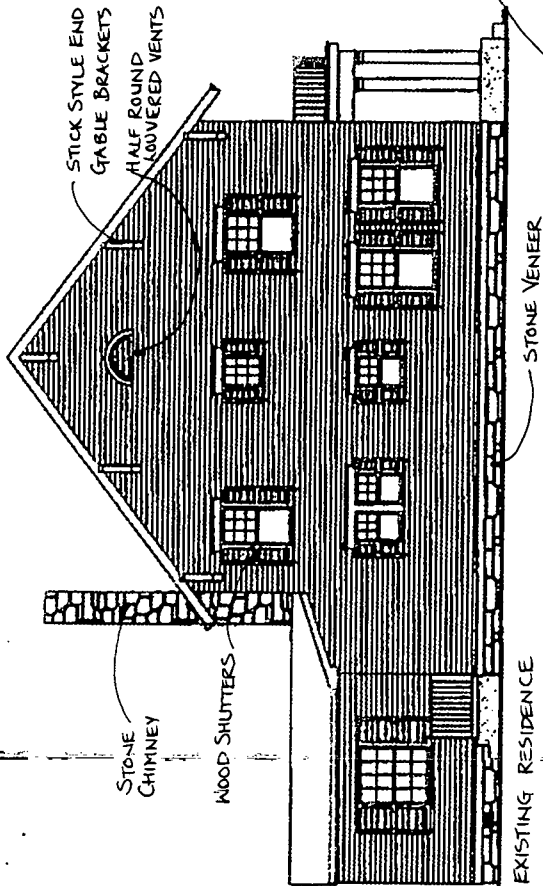 STICK STYLE END
GABLE BRACKETS
HALF ROUND
LOUVERED VENTS
STONE
CHIMNEY
WOOD SHUTTERS
STONE VENEER
EXISTING RESIDENCE